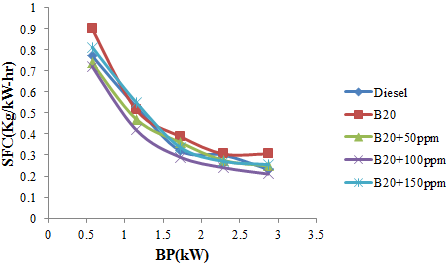 1
0.9
0.8
0.7
0.6
0.5
0.4
0.3
0.2
0.1
0
SFC(Kg/kW-hr)
0 0.5 1 1.5 2 2.5 3 3.5
BP(kW)
Diesel
B20
B20+50ppm
B20+100ppm
B20+150ppm